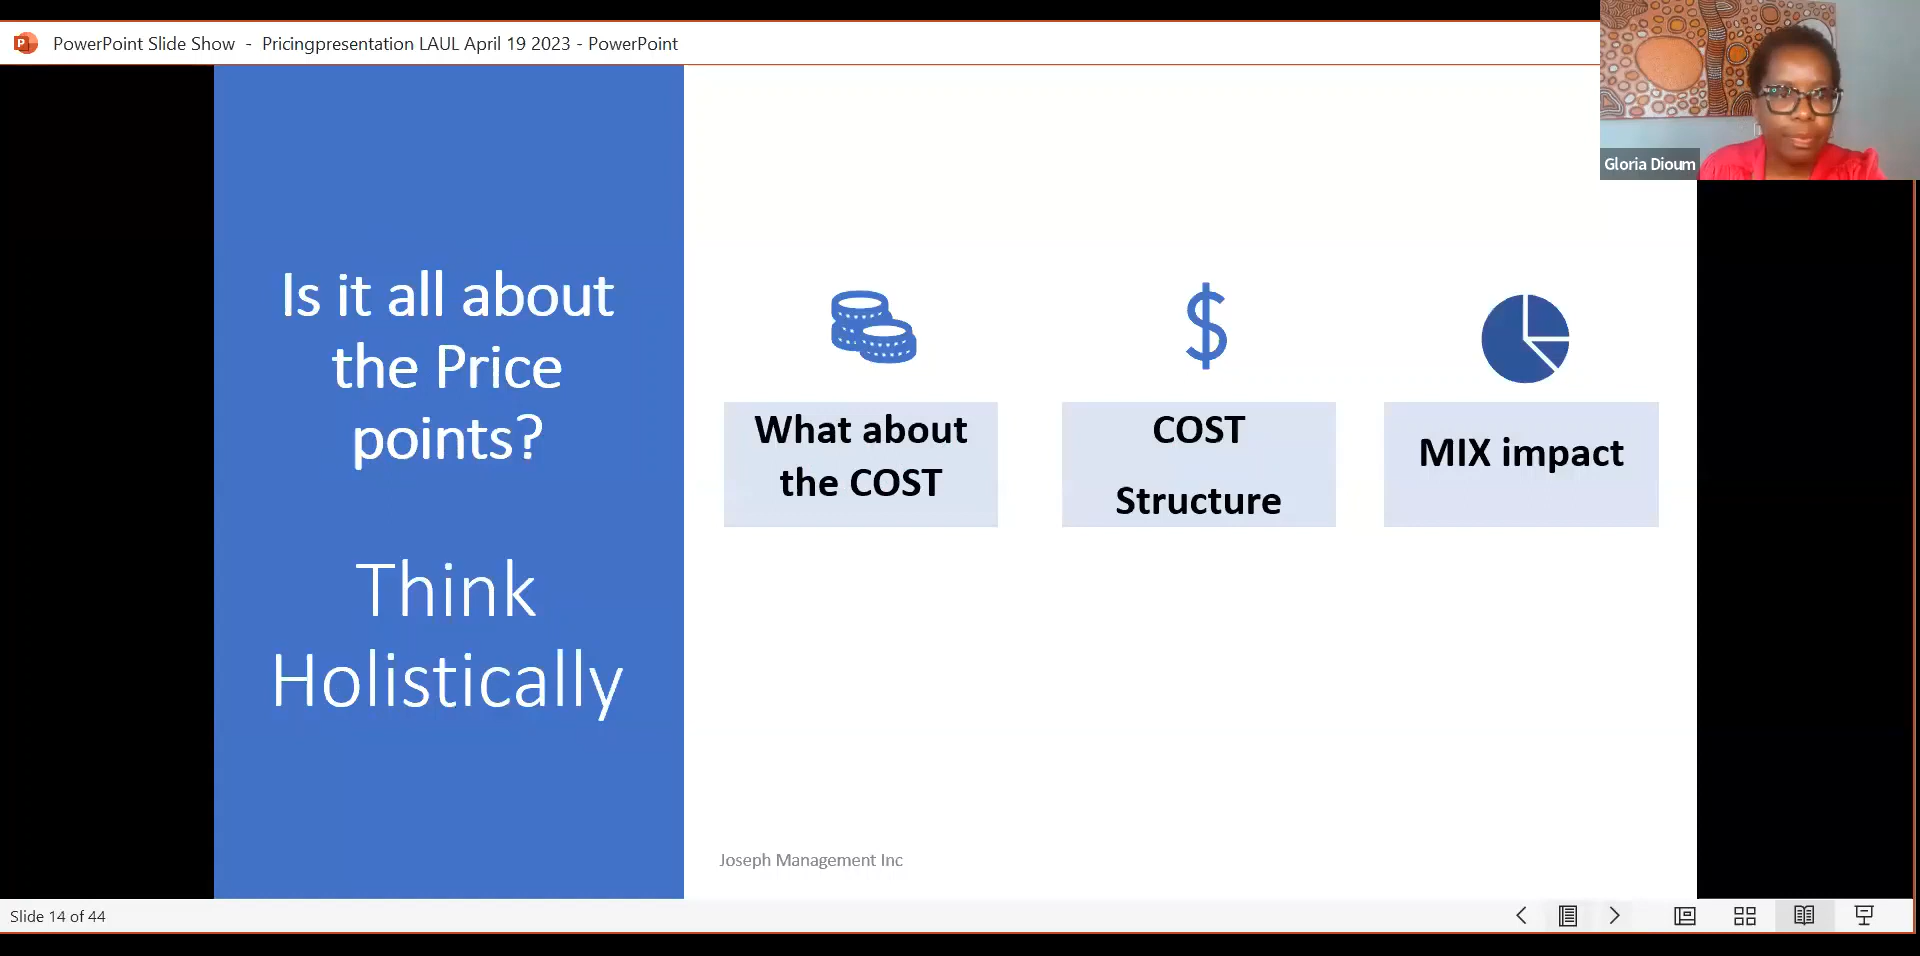 PowerPoint Slide Show - Pricingpresentation LAUL April 19 2023 - PowerPoint
Gloria Dioum
Is it all about
the Price
points?
Think
Holistically
$
What about
the COST
COST
Structure
MIX impact
Joseph Management Inc
Slide 14 of 44